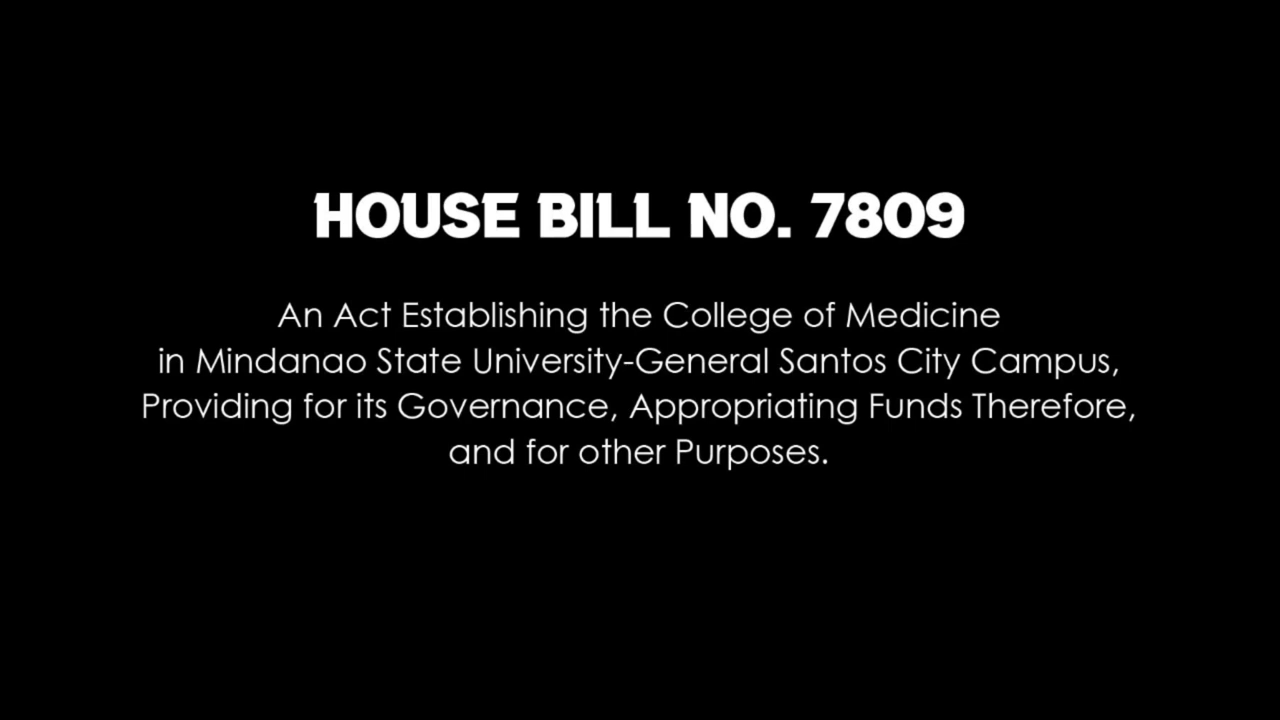 HOUSE BILL NO. 7809
An Act Establishing the College of Medicine
in Mindanao State University-General Santos City Campus,
Providing for its Governance, Appropriating Funds Therefore,
and for other Purposes.